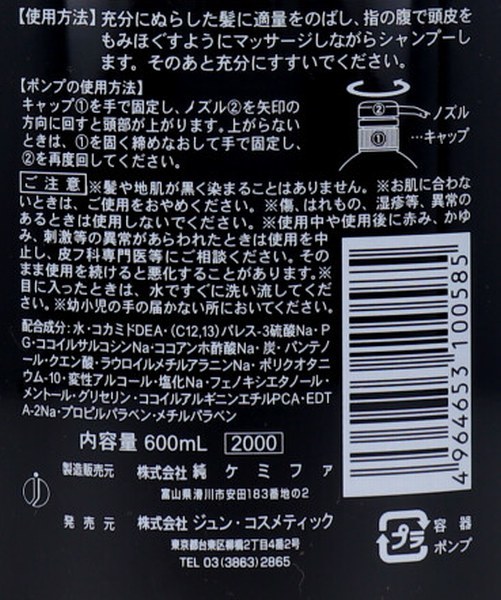 【使用方法】充分にぬらした髪に適量をのばし、指の腹で頭皮を
もみほぐすようにマッサージしながらシャンプーし
ます。そのあと充分にすすいでください。
【ポンプの使用方法】
キャップ①を手で固定し、ノズル②を矢印の
方向に回すと頭部が上がります。上がらない
ときは、①を固く締めなおして手で固定し、
②を再度回してください。
②
ノズル
①
キャップ
ご注意 ※髪や地肌が黒く染まることはありません。※お肌に合わな
いときは、ご使用をおやめください。※傷、はれもの、湿疹等、異常の
あるときは使用しないでください。※使用中や使用後に赤み、かゆ
み、刺激等の異常があらわれたときは使用を中
止し、皮フ科専門医等にご相談ください。その
まま使用を続けると悪化することがあります。※
目に入ったときは、水ですぐに洗い流してくだ
さい。※幼小児の手の届かない所においてください。
配合成分:水・コカミドDEA・(C12,13)パレス-3硫酸Na・P
G・ココイルサルコシンNa・ココアンホ酢酸Na・炭・パンテノ
ール・クエン酸・ラウロイルメチルアラニンNa・ポリクオタニ
ウム-10・変性アルコール・塩化Na・フェノキシエタノール・
メントール・グリセリン・ココイルアルギニンエチルPCA・EDT
A-2Na・プロピルパラベン・メチルパラベン
内容量 600mL 2000
製造販売元 株式会社 純ケミファ
富山県滑川市安田183番地の2
発売元 株式会社 ジュン・コスメティック
東京都台東区柳橋2丁目4番2号
TEL 03(3863)2865
4 964653 100585
プラ
容器
ポンプ